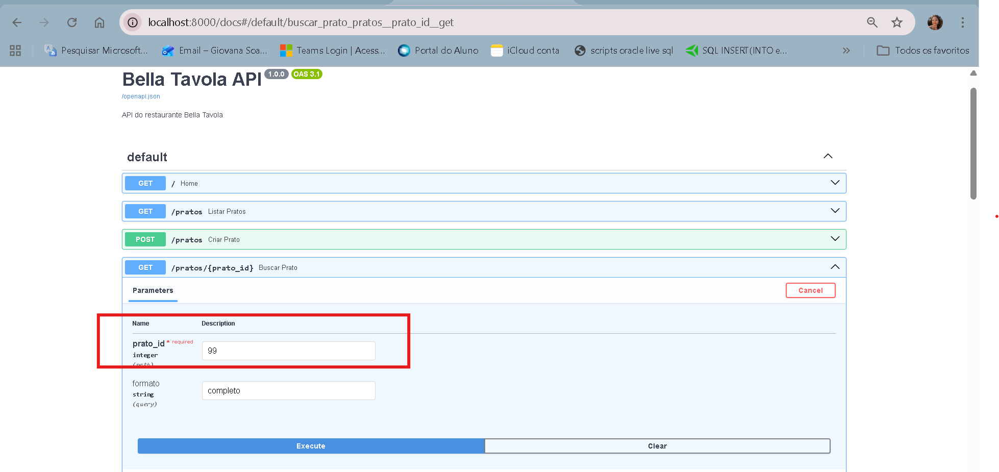 localhost:8000/docs#/default/buscar_prato_pratos__prato_id__get
Pesquisar Microsoft... Email – Giovana Soa... Teams Login | Acess... Portal do Aluno iCloud conta scripts oracle live sql SQL INSERT(INTO e... Todos os favoritos
Bella Tavola API 1.0.0 OAS 3.1
/openapi.json
API do restaurante Bella Tavola
default
GET / Home
GET /pratos Listar Pratos
POST /pratos Criar Prato
GET /pratos/{prato_id} Buscar Prato
Parameters Cancel
Name Description
prato_id * required
integer
(path)
99
formato
string
(query)
completo
Execute Clear